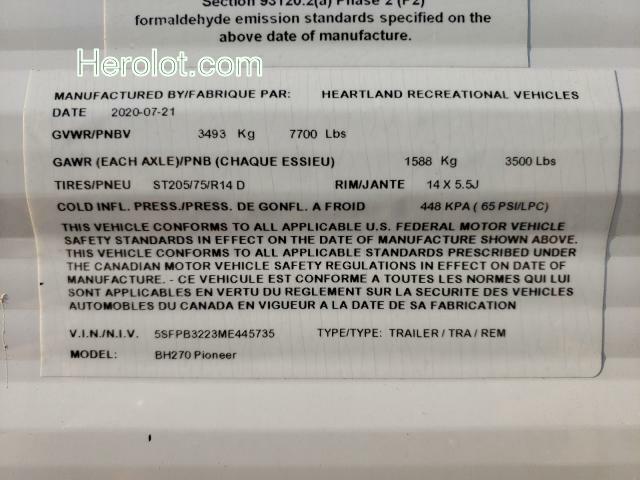 Section 93120.2(a) Phase 2 (P2)
formaldehyde emission standards specified on the
above date of manufacture.
Herolot.com
MANUFACTURED BY/FABRIQUE PAR: HEARTLAND RECREATIONAL VEHICLES
DATE 2020-07-21
GVWR/PNBV 3493 Kg 7700 Lbs
GAWR (EACH AXLE)/PNB (CHAQUE ESSIEU) 1588 Kg 3500 Lbs
TIRES/PNEU ST205/75/R14 D RIM/JANTE 14 X 5.5J
COLD INFL. PRESS./PRESS. DE GONFL. A FROID 448 KPA ( 65 PSI/LPC)
THIS VEHICLE CONFORMS TO ALL APPLICABLE U.S. FEDERAL MOTOR VEHICLE
SAFETY STANDARDS IN EFFECT ON THE DATE OF MANUFACTURE SHOWN ABOVE.
THIS VEHICLE CONFORMS TO ALL APPLICABLE STANDARDS PRESCRIBED UNDER
THE CANADIAN MOTOR VEHICLE SAFETY REGULATIONS IN EFFECT ON DATE OF
MANUFACTURE. - CE VEHICULE EST CONFORME A TOUTES LES NORMES QUI LUI
SONT APPLICABLES EN VERTU DU REGLEMENT SUR LA SECURITE DES VEHICLES
AUTOMOBILES DU CANADA EN VIGUEUR A LA DATE DE SA FABRICATION
V.I.N./N.I.V. 5SFPB3223ME445735 TYPE/TYPE: TRAILER / TRA / REM
MODEL: BH270 Pioneer